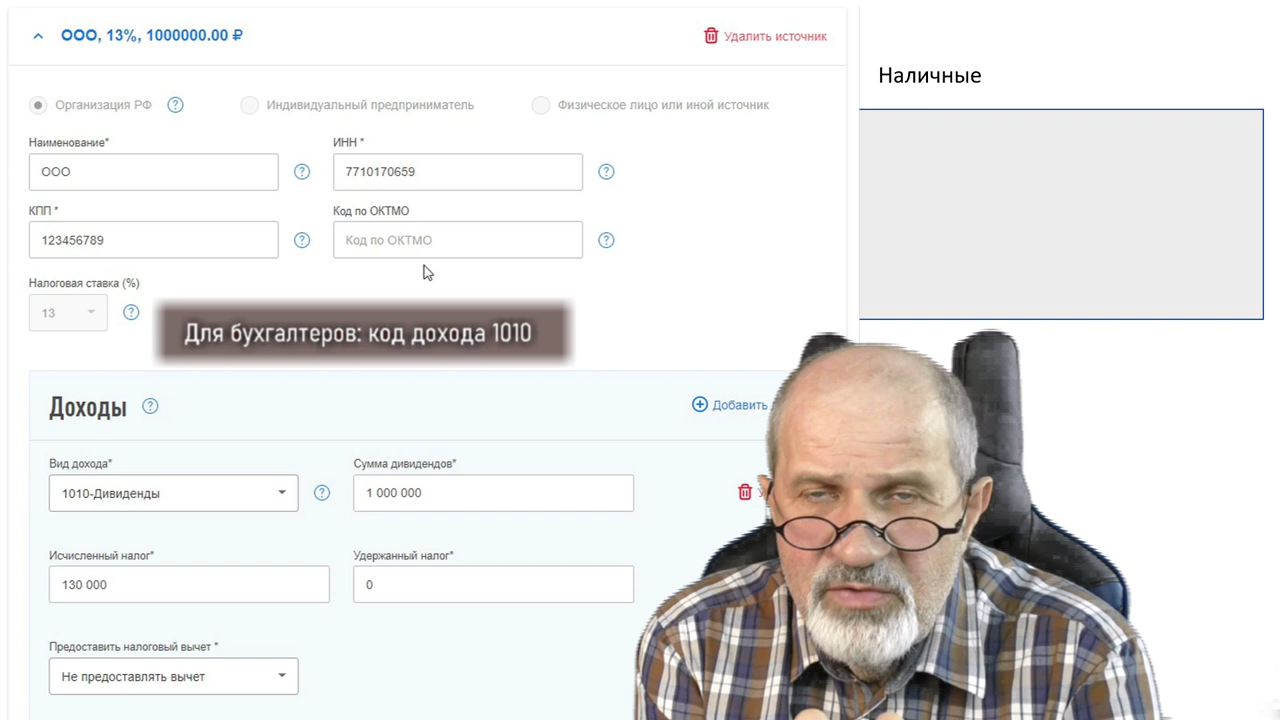 ООО, 13%, 1000000.00 ₽
Удалить источник
Наличные
Организация РФ
Индивидуальный предприниматель
Физическое лицо или иной источник
Наименование*
ИНН *
ООО
7710170659
КПП *
Код по ОКТМО
123456789
Код по ОКТМО
Налоговая ставка (%)
13
Для бухгалтеров: код дохода 1010
Доходы
Добавить
Вид дохода*
Сумма дивидендов*
1010-Дивиденды
1 000 000
Исчисленный налог*
Удержанный налог*
130 000
0
Предоставить налоговый вычет *
Не предоставлять вычет